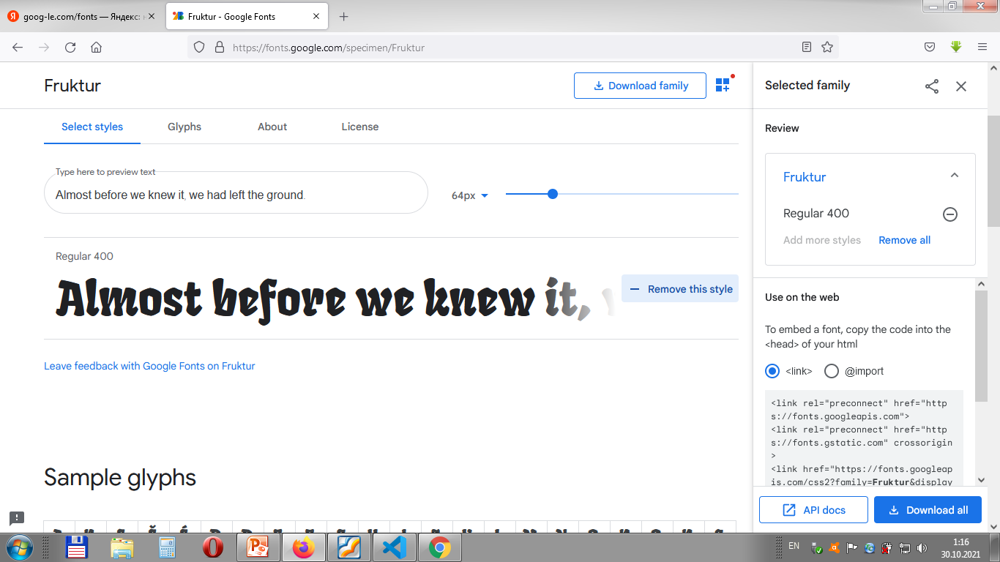 goog-le.com/fonts — Яндекс:
Fruktur - Google Fonts
https://fonts.google.com/specimen/Fruktur
Fruktur
Download family
Selected family
Select styles
Glyphs
About
License
Review
Type here to preview text
Almost before we knew it, we had left the ground.
64px
Fruktur
Regular 400
Add more styles
Remove all
Regular 400
Almost before we knew it,
Remove this style
Leave feedback with Google Fonts on Fruktur
Use on the web
To embed a font, copy the code into the
<head> of your html
<link>
@import
<link rel="preconnect" href="http
s://fonts.googleapis.com">
<link rel="preconnect" href="http
s://fonts.gstatic.com" crossorigin
>
<link href="https://fonts.googleap
is.com/css2?family=Fruktur&display
Sample glyphs
API docs
Download all
EN
1:16
30.10.2021